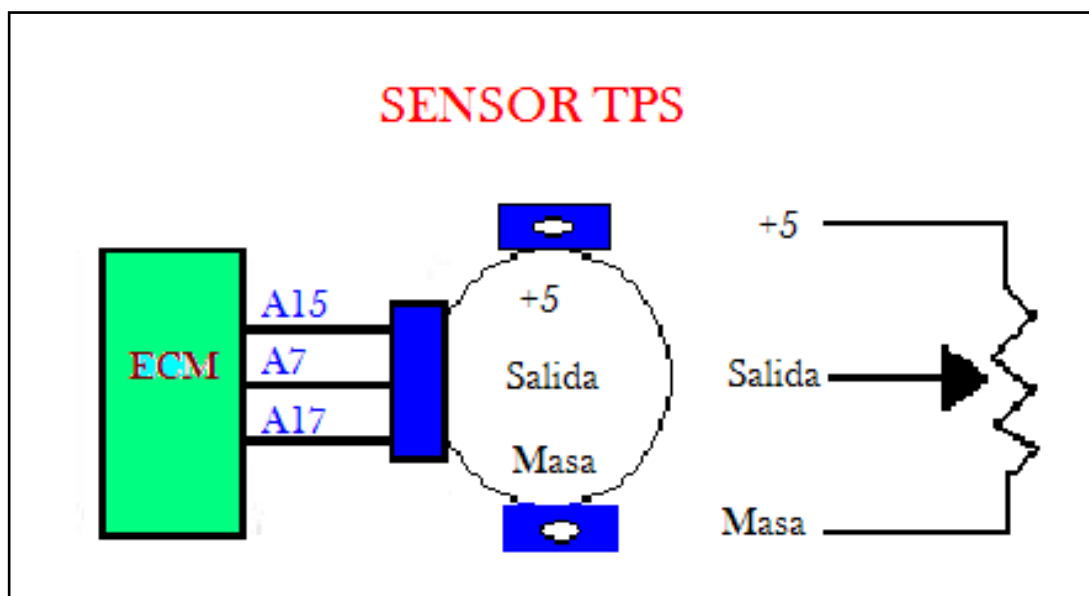 SENSOR TPS
ECM
A15
A7
A17
+5
Salida
Masa
+5
Salida
Masa